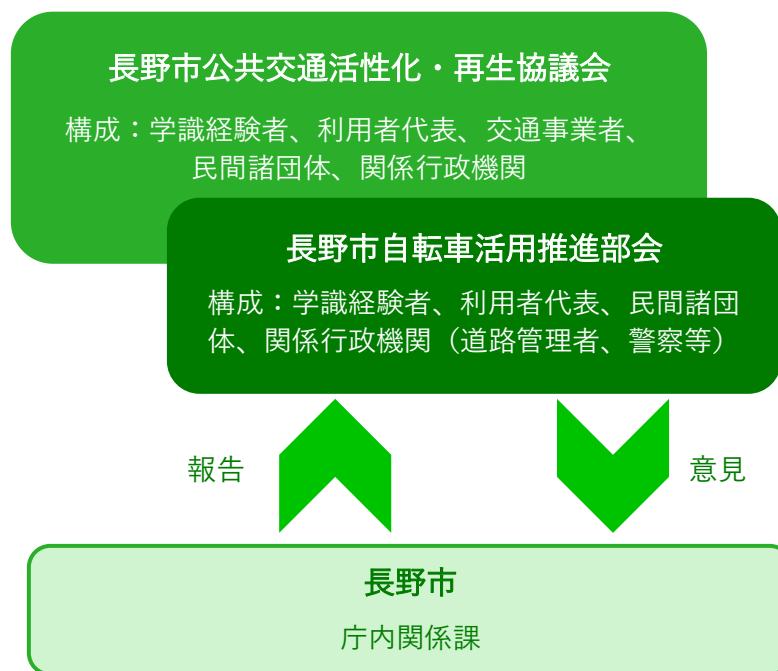 長野市公共交通活性化・再生協議会
構成：学識経験者、利用者代表、交通事業者、
民間諸団体、関係行政機関
長野市自転車活用推進部会
構成：学識経験者、利用者代表、民間諸団
体、関係行政機関（道路管理者、警察等）
報告
意見
長野市
庁内関係課